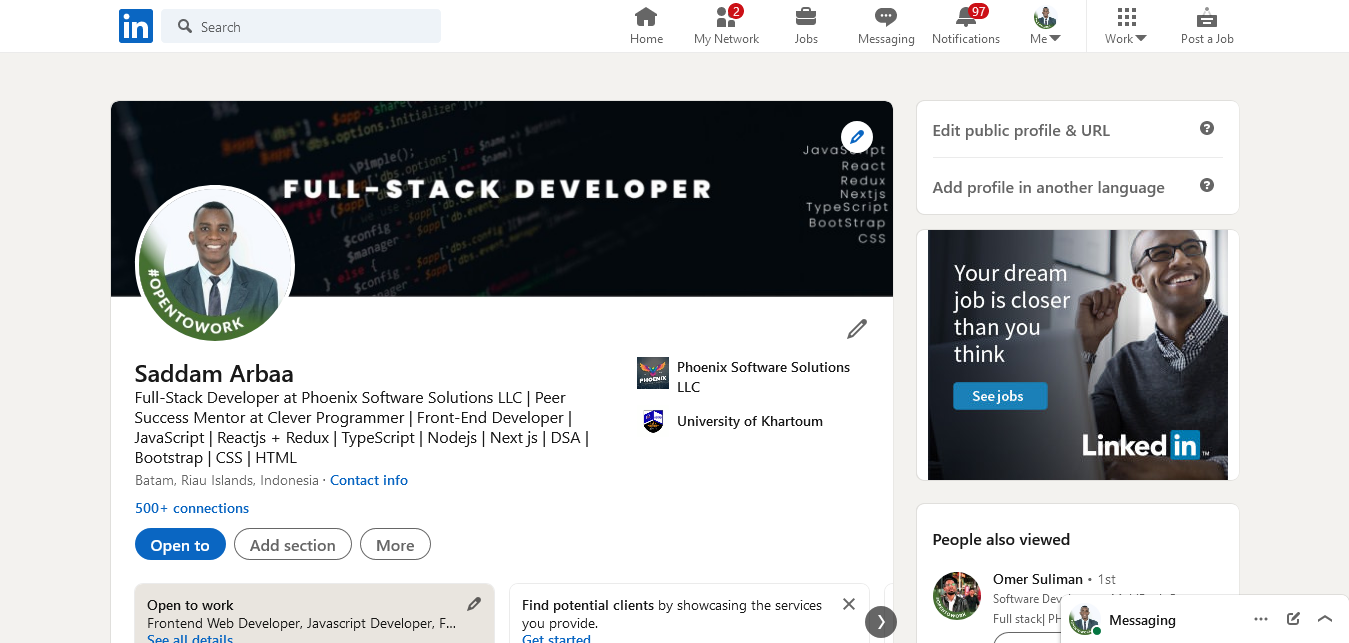 in
Search
Home
2
My Network
Jobs
Messaging
97
Notifications
Me
Work
Post a Job
FULL-STACK DEVELOPER
JavaScript
React
Redux
Nextjs
TypeScript
BootStrap
CSS
#OPENTOWORK
Saddam Arbaa
Full-Stack Developer at Phoenix Software Solutions LLC | Peer
Success Mentor at Clever Programmer | Front-End Developer |
JavaScript | Reactjs + Redux | TypeScript | Nodejs | Next js | DSA |
Bootstrap | CSS | HTML
Batam, Riau Islands, Indonesia · Contact info
500+ connections
Open to
Add section
More
PHOENIX
Phoenix Software Solutions
LLC
University of Khartoum
Open to work
Frontend Web Developer, Javascript Developer, F...
See all details
Find potential clients by showcasing the services
you provide.
Get started
Edit public profile & URL
Add profile in another language
Your dream
job is closer
than you
think
See jobs
LinkedIn
People also viewed
Omer Suliman • 1st
Software Dev
Full stack| PH
Messaging